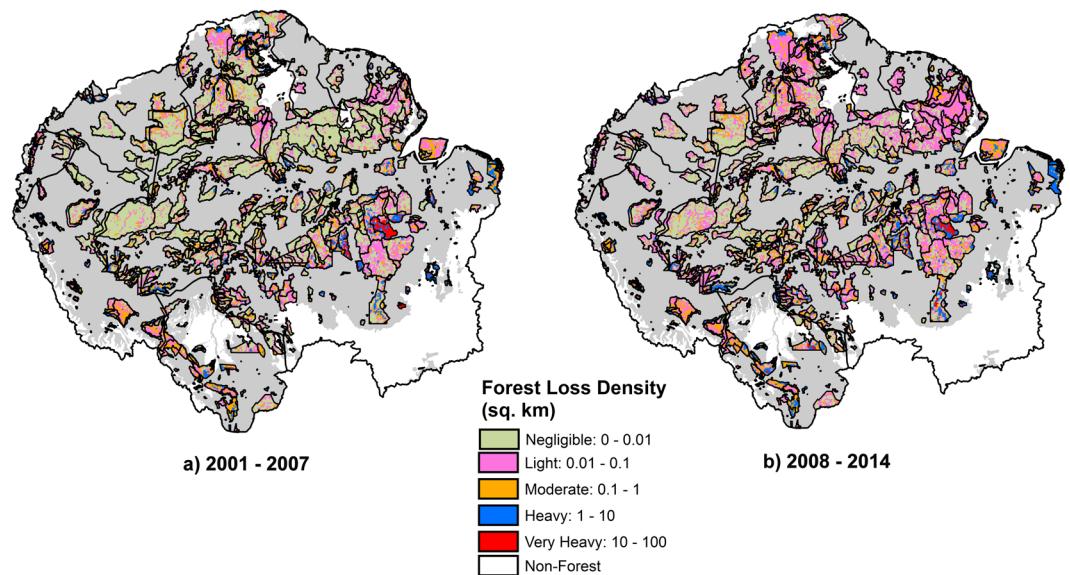 Forest Loss Density
(sq. km)
Negligible: 0 - 0.01
Light: 0.01 - 0.1
Moderate: 0.1 - 1
Heavy: 1 - 10
Very Heavy: 10 - 100
Non-Forest
a) 2001 - 2007
b) 2008 - 2014